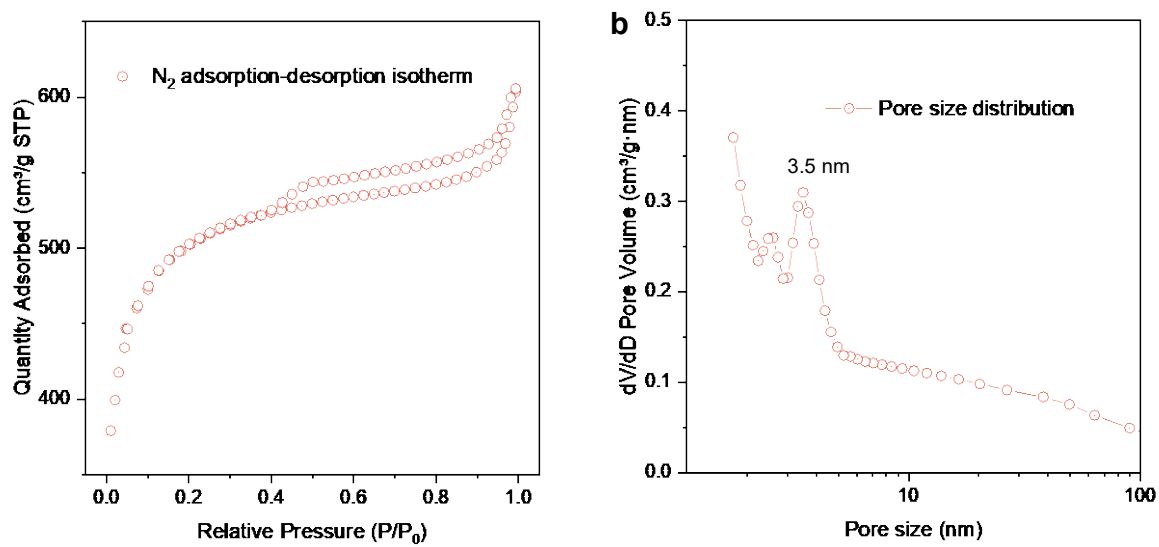 N₂ adsorption-desorption isotherm
Quantity Adsorbed (cm³/g STP)
600
500
400
0.0 0.2 0.4 0.6 0.8 1.0
Relative Pressure (P/P₀)
b
Pore size distribution
3.5 nm
dV/dD Pore Volume (cm³/g·nm)
0.5
0.4
0.3
0.2
0.1
0.0
10 100
Pore size (nm)